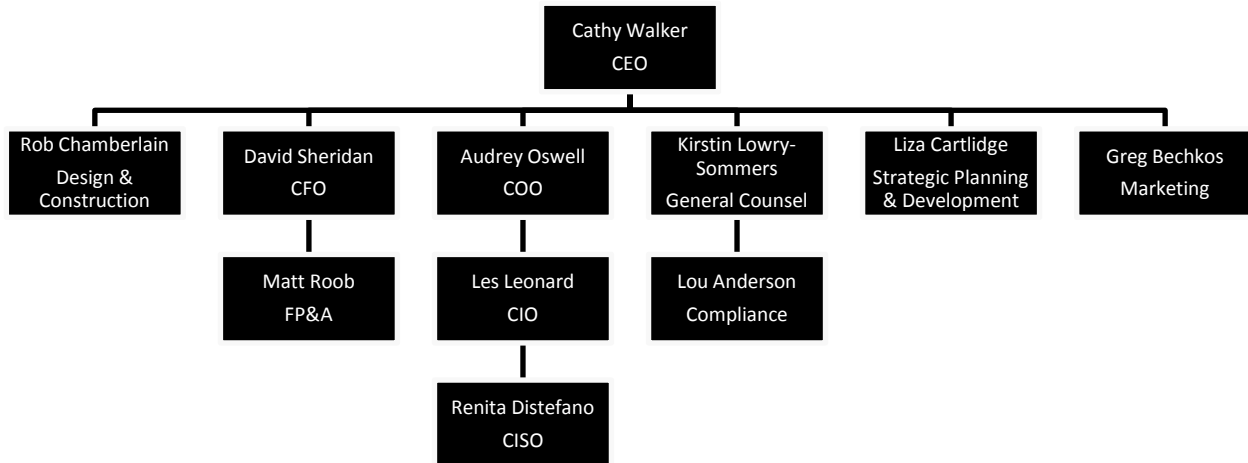 Cathy Walker
CEO
Rob Chamberlain
Design &
Construction
David Sheridan
CFO
Audrey Oswell
COO
Kirstin Lowry-
Sommers
General Counsel
Liza Cartlidge
Strategic Planning
& Development
Greg Bechkos
Marketing
Matt Roob
FP&A
Les Leonard
CIO
Lou Anderson
Compliance
Renita Distefano
CISO